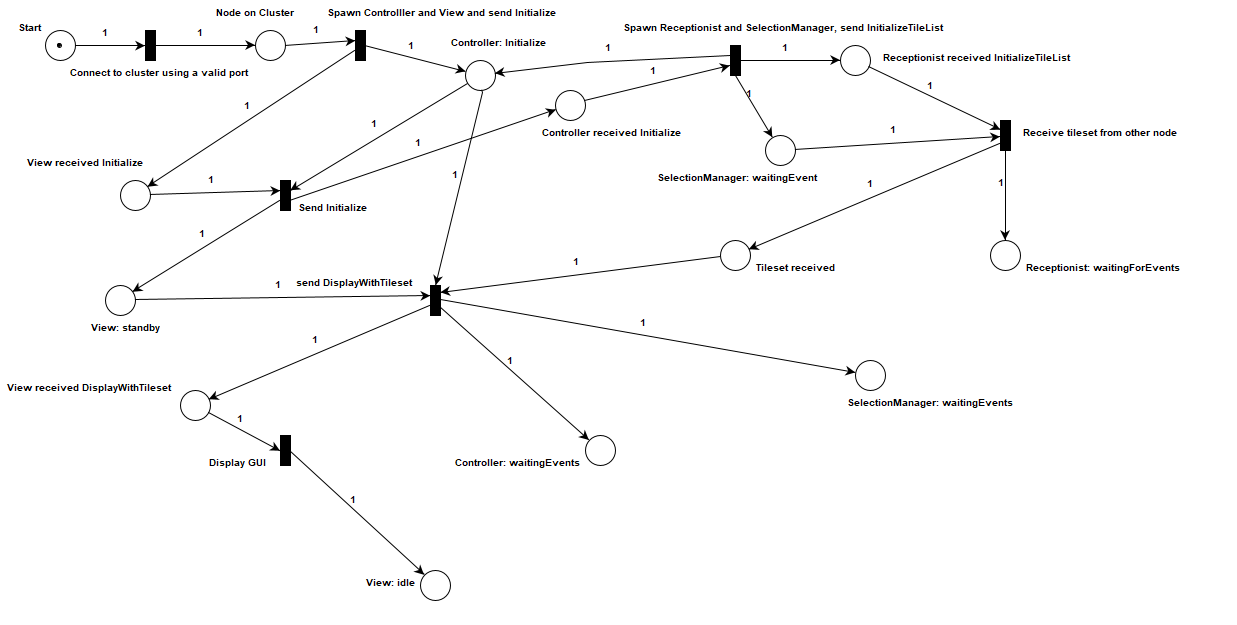 Node on Cluster
Spawn Controlller and View and send Initialize
Start
1
1
1
Spawn Receptionist and SelectionManager, send InitializeTileList
1
Controller: Initialize
1
1
Receptionist received InitializeTileList
Connect to cluster using a valid port
1
1
1
1
1
Controller received Initialize
1
1
Receive tileset from other node
1
View received Initialize
1
1
SelectionManager: waitingEvent
1
1
Send Initialize
1
1
Tileset received
Receptionist: waitingForEvents
1
send DisplayWithTileset
View: standby
1
1
1
View received DisplayWithTileset
SelectionManager: waitingEvents
1
Display GUI
Controller: waitingEvents
1
View: idle